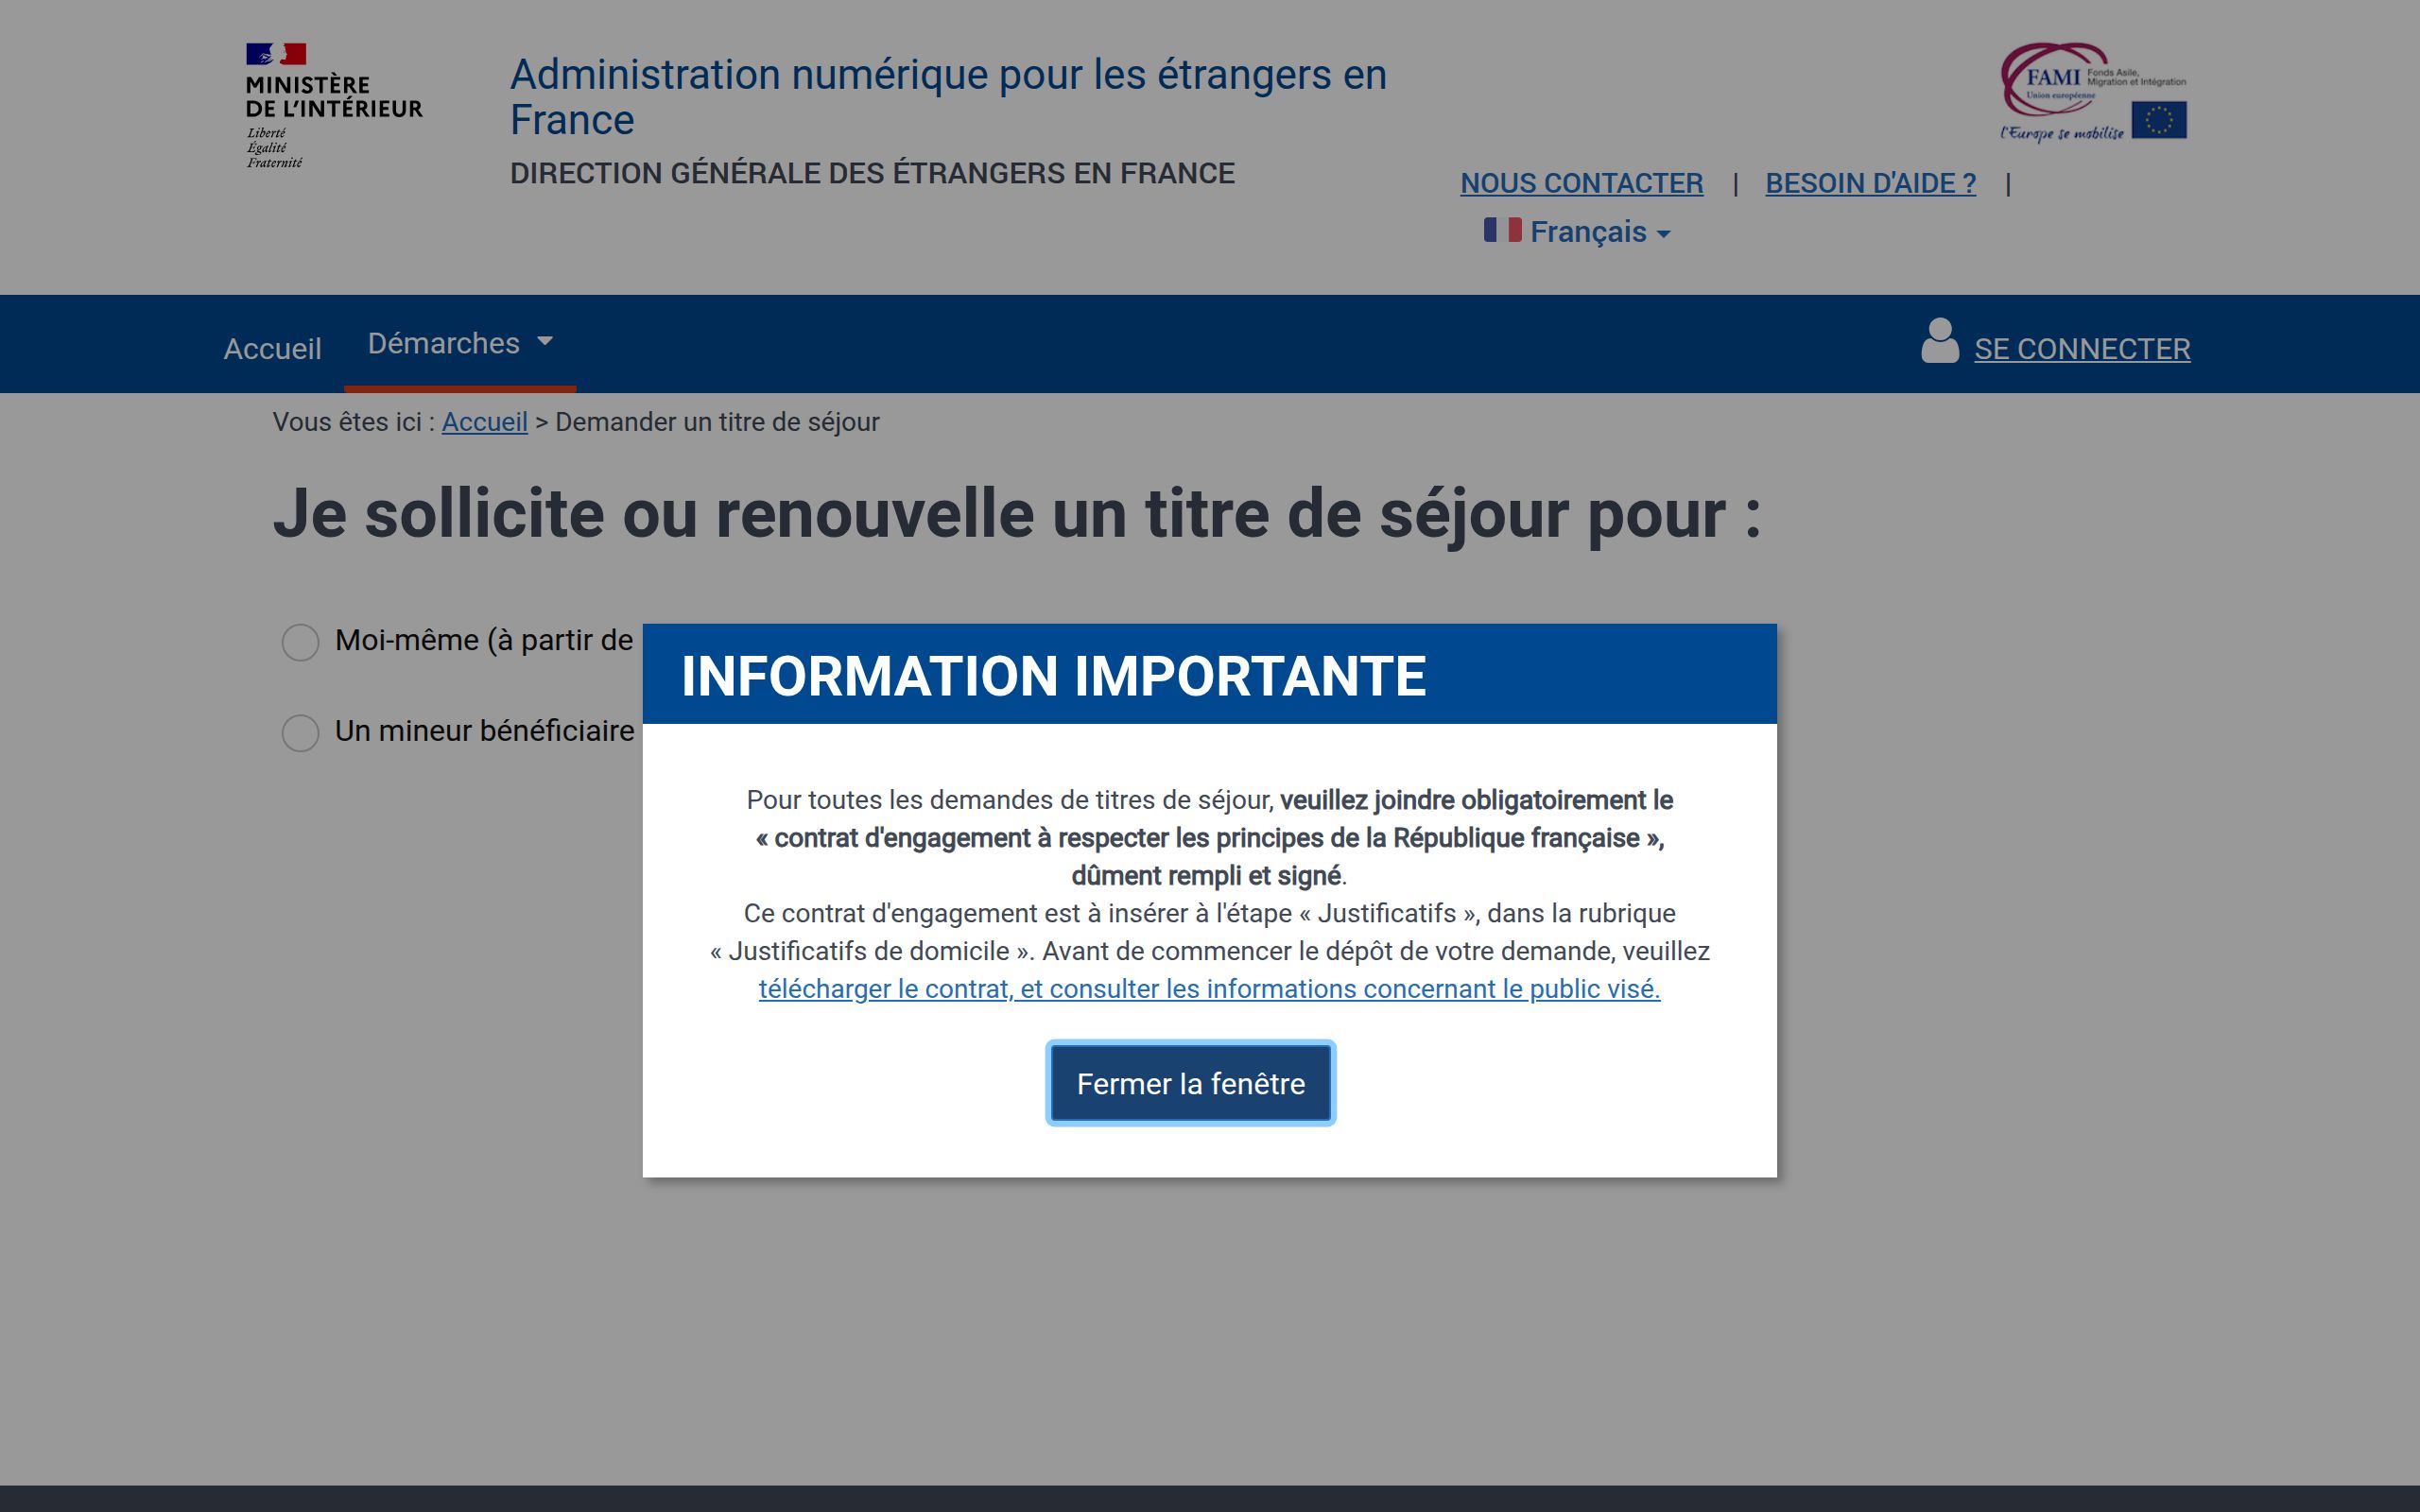 MINISTÈRE
DE L'INTÉRIEUR
Liberté
Égalité
Fraternité
Administration numérique pour les étrangers en
France
DIRECTION GÉNÉRALE DES ÉTRANGERS EN FRANCE
FAMI Fonds Asile,
Migration et Intégration
Union européenne
l'Europe se mobilise
NOUS CONTACTER | BESOIN D'AIDE ? |
Français
Accueil Démarches SE CONNECTER
Vous êtes ici : Accueil > Demander un titre de séjour
Je sollicite ou renouvelle un titre de séjour pour :
Moi-même (à partir de
Un mineur bénéficiaire
INFORMATION IMPORTANTE
Pour toutes les demandes de titres de séjour, veuillez joindre obligatoirement le
« contrat d'engagement à respecter les principes de la République française »,
dûment rempli et signé.
Ce contrat d'engagement est à insérer à l'étape « Justificatifs », dans la rubrique
« Justificatifs de domicile ». Avant de commencer le dépôt de votre demande, veuillez
télécharger le contrat, et consulter les informations concernant le public visé.
Fermer la fenêtre